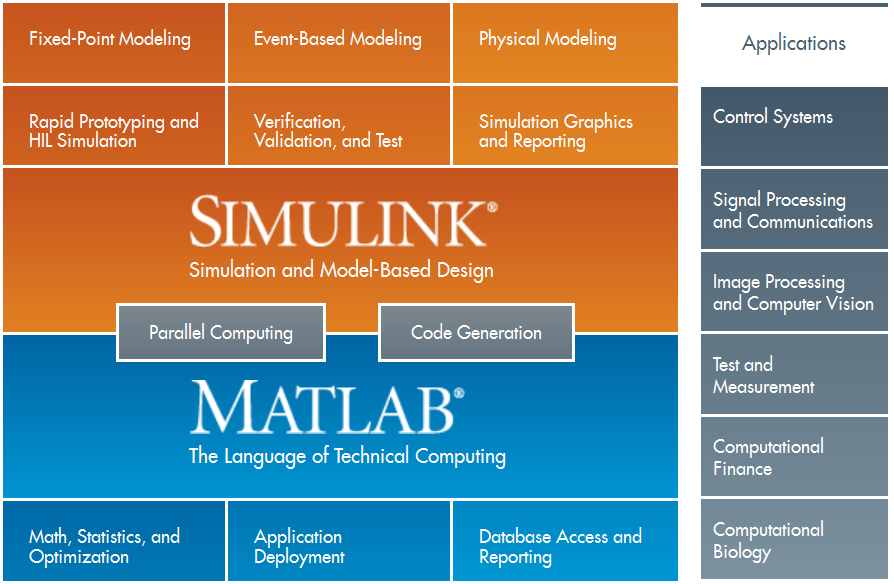 Fixed-Point Modeling
Event-Based Modeling
Physical Modeling
Rapid Prototyping and
HIL Simulation
Verification,
Validation, and Test
Simulation Graphics
and Reporting
SIMULINK®
Simulation and Model-Based Design
Parallel Computing
Code Generation
MATLAB®
The Language of Technical Computing
Math, Statistics, and
Optimization
Application
Deployment
Database Access and
Reporting
Applications
Control Systems
Signal Processing
and Communications
Image Processing
and Computer Vision
Test and
Measurement
Computational
Finance
Computational
Biology